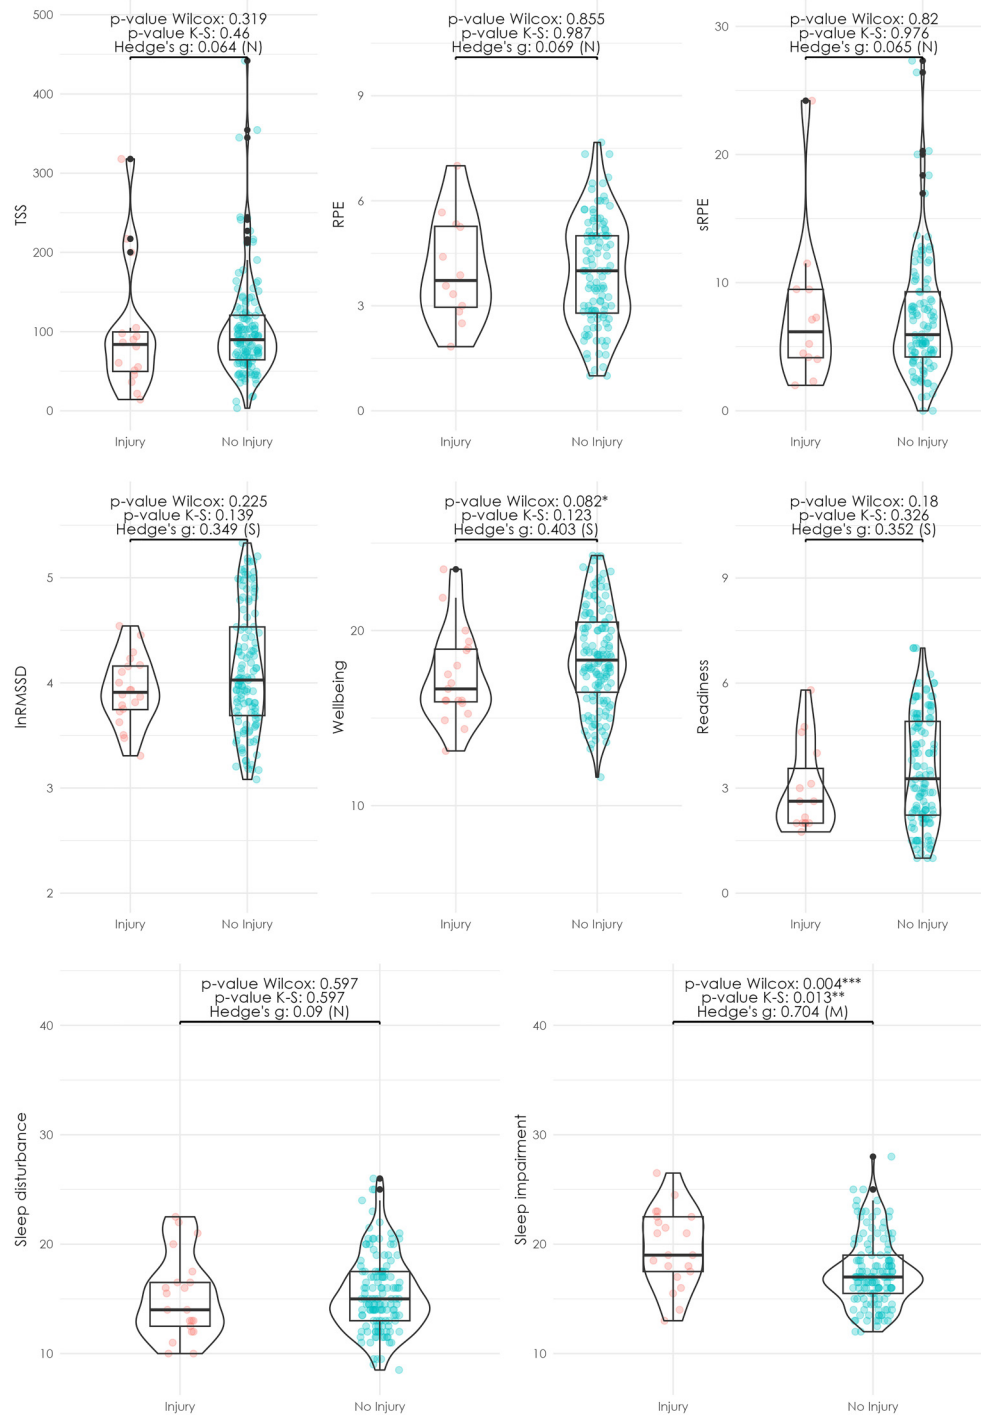 p-value Wilcox: 0.319
p-value K-S: 0.46
Hedge's g: 0.064 (N)
500
400
300
200
100
0
TSS
Injury
No Injury
p-value Wilcox: 0.855
p-value K-S: 0.987
Hedge's g: 0.069 (N)
9
6
3
0
RPE
Injury
No Injury
p-value Wilcox: 0.82
p-value K-S: 0.976
Hedge's g: 0.065 (N)
30
20
10
0
sRPE
Injury
No Injury
p-value Wilcox: 0.225
p-value K-S: 0.139
Hedge's g: 0.349 (S)
5
4
3
2
lnRMSSD
Injury
No Injury
p-value Wilcox: 0.082*
p-value K-S: 0.123
Hedge's g: 0.403 (S)
20
10
Wellbeing
Injury
No Injury
p-value Wilcox: 0.18
p-value K-S: 0.326
Hedge's g: 0.352 (S)
9
6
3
0
Readiness
Injury
No Injury
p-value Wilcox: 0.597
p-value K-S: 0.597
Hedge's g: 0.09 (N)
40
30
20
10
Sleep disturbance
Injury
No Injury
p-value Wilcox: 0.004***
p-value K-S: 0.013**
Hedge's g: 0.704 (M)
40
30
20
10
Sleep impairment
Injury
No Injury